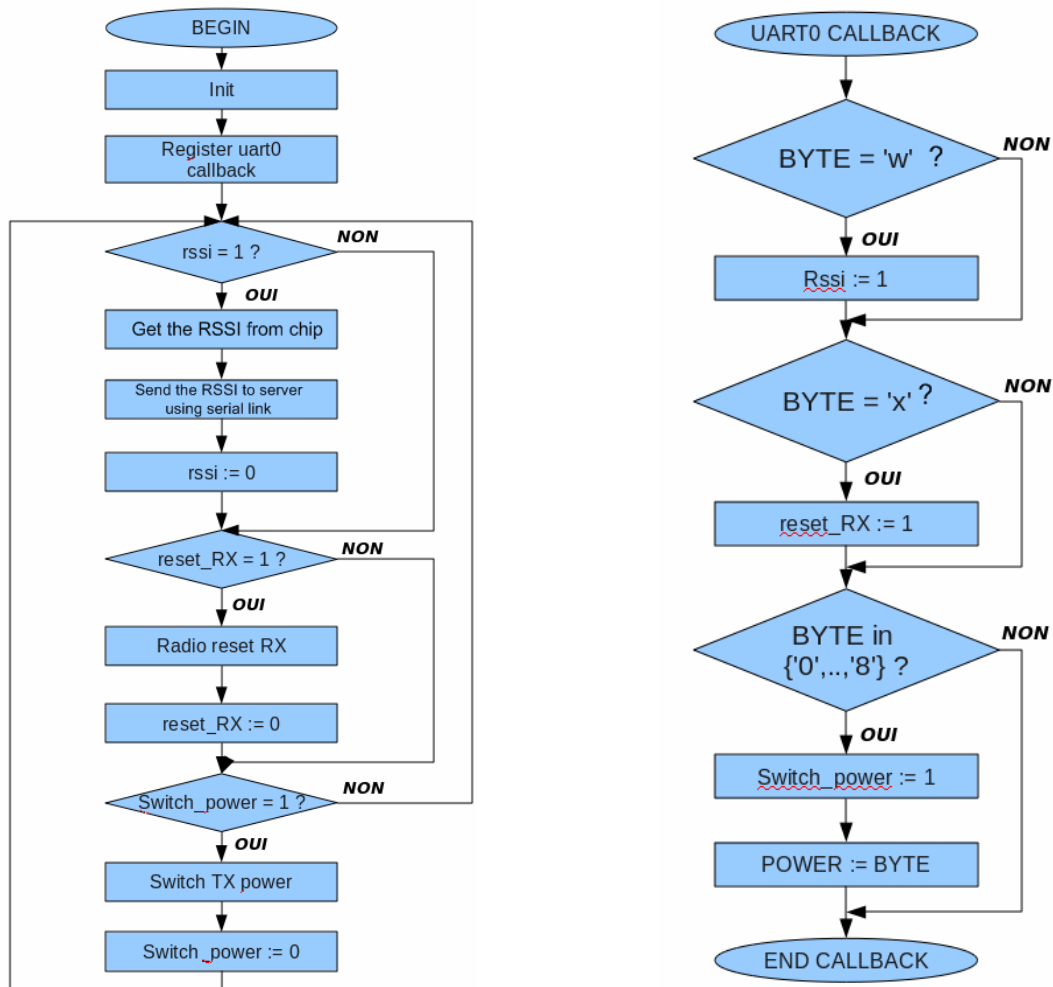 BEGIN
Init
Register uart0
callback
rssi = 1 ?
NON
OUI
Get the RSSI from chip
Send the RSSI to server
using serial link
rssi := 0
reset_RX = 1 ?
NON
OUI
Radio reset RX
reset_RX := 0
Switch_power = 1 ?
NON
OUI
Switch TX power
Switch_power := 0
UART0 CALLBACK
BYTE = 'w' ?
NON
OUI
Rssi := 1
BYTE = 'x' ?
NON
OUI
reset_RX := 1
BYTE in
{'0',..,'8'} ?
NON
OUI
Switch_power := 1
POWER := BYTE
END CALLBACK